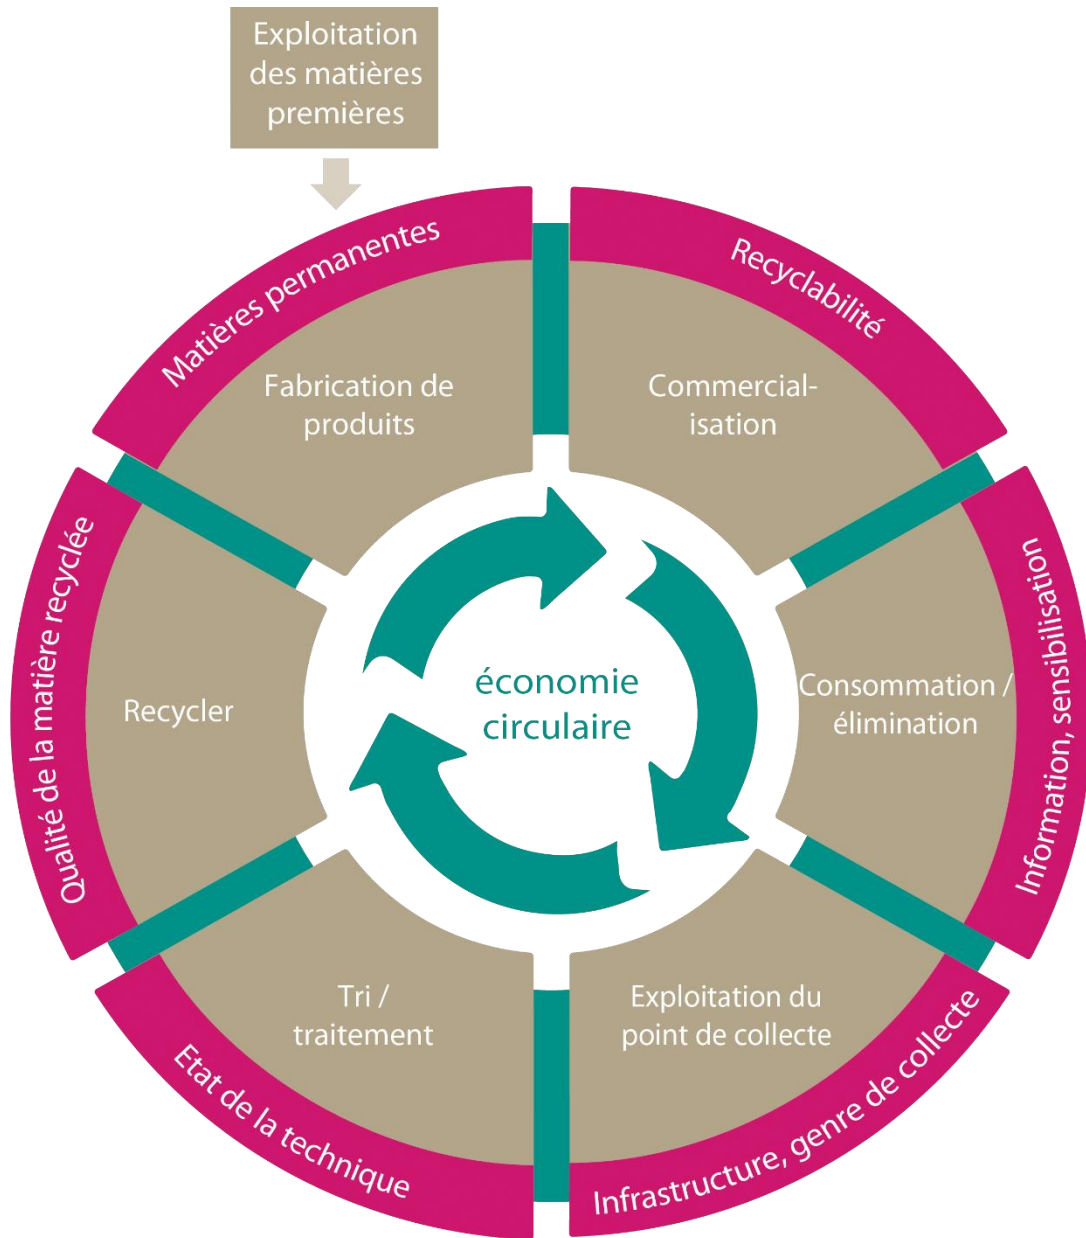 Exploitation
des matières
premières
Matières permanentes
Recyclabilité
Fabrication de
produits
Commercial-
isation
Qualité de la matière recyclée
Information, sensibilisation
Recycler
économie
circulaire
Consommation /
élimination
Tri /
traitement
Exploitation du
point de collecte
Etat de la technique
Infrastructure, genre de collecte